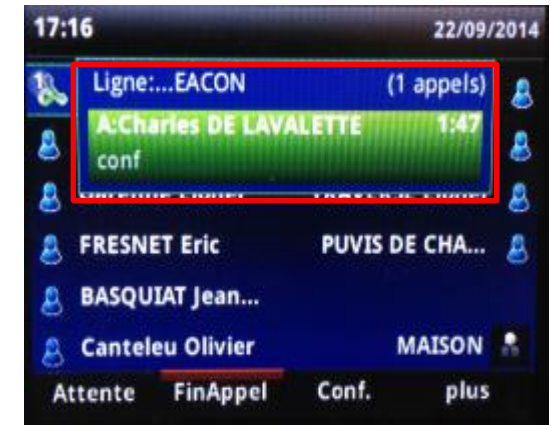 17:16 22/09/2014
Ligne:...EACON (1 appels)
A:Charles DE LAVALETTE 1:47
conf
FRESNET Eric PUVIS DE CHA...
BASQUIAT Jean...
Canteleu Olivier MAISON
Attente FinAppel Conf. plus